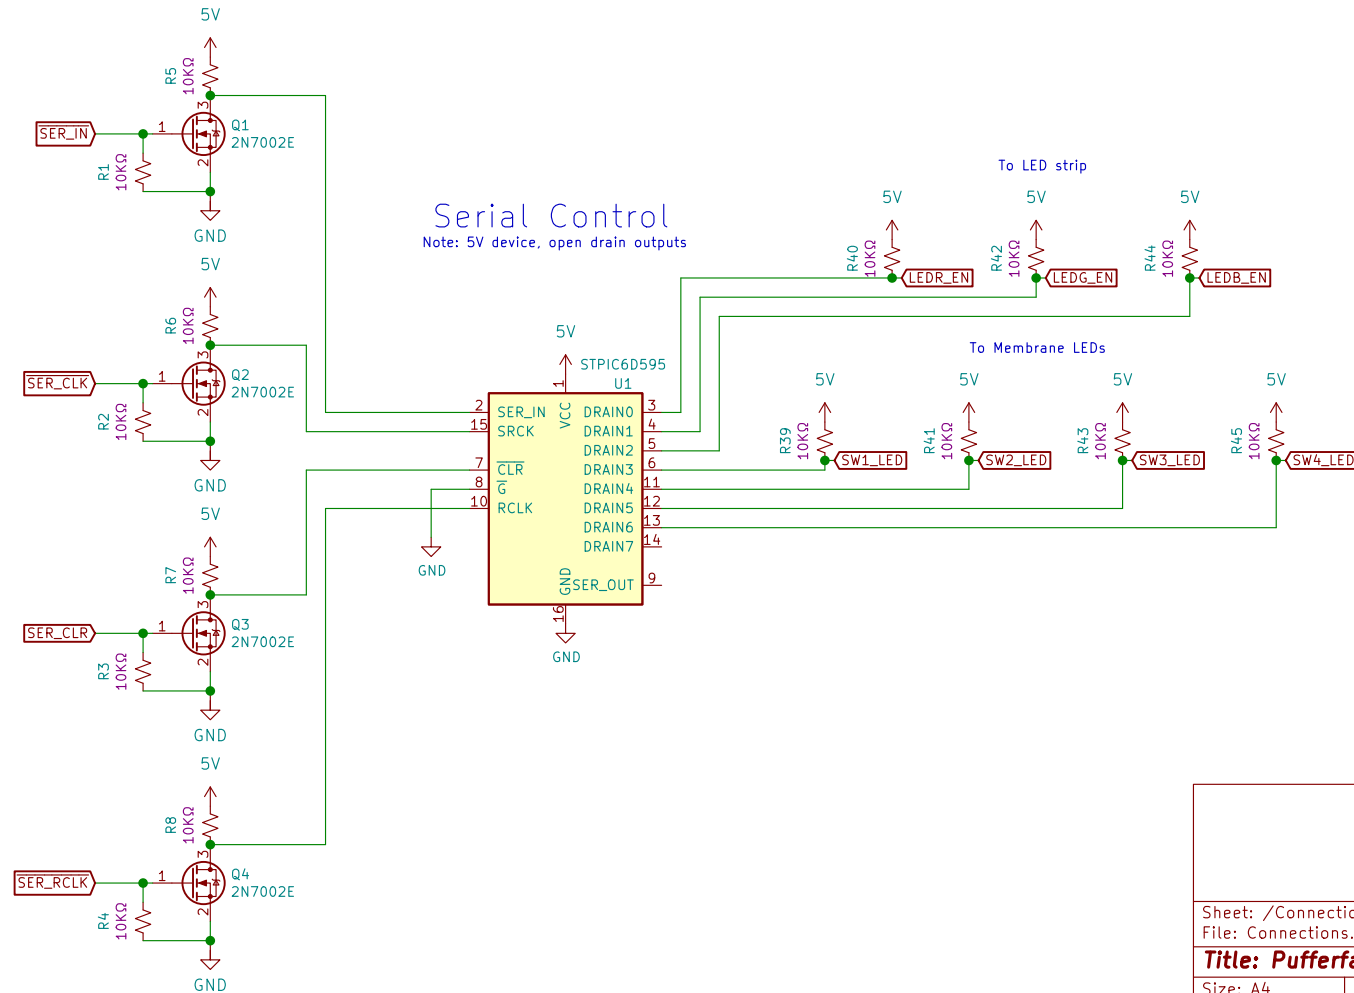 5V
R5
10KΩ
3
SER_IN
1
Q1
2N7002E
R1
10KΩ
2
GND
5V
R6
10KΩ
3
SER_CLK
1
Q2
2N7002E
R2
10KΩ
2
GND
5V
R7
10KΩ
3
SER_CLR
1
Q3
2N7002E
R3
10KΩ
2
GND
5V
R8
10KΩ
3
SER_RCLK
1
Q4
2N7002E
R4
10KΩ
2
GND
Serial Control
Note: 5V device, open drain outputs
5V
STPIC6D595
U1
1
VCC
2 SER_IN
15 SRCK
7 CLR
8 G
10 RCLK
DRAIN0 3
DRAIN1 4
DRAIN2 5
DRAIN3 6
DRAIN4 11
DRAIN5 12
DRAIN6 13
DRAIN7 14
SER_OUT 9
GND
16
GND
GND
To LED strip
5V 5V 5V
R40 10KΩ LEDR_EN
R42 10KΩ LEDG_EN
R44 10KΩ LEDB_EN
To Membrane LEDs
5V 5V 5V 5V
R39 10KΩ SW1_LED
R41 10KΩ SW2_LED
R43 10KΩ SW3_LED
R45 10KΩ SW4_LED
Sheet: /Connectio
File: Connections.
Title: Pufferfa
Size: A4